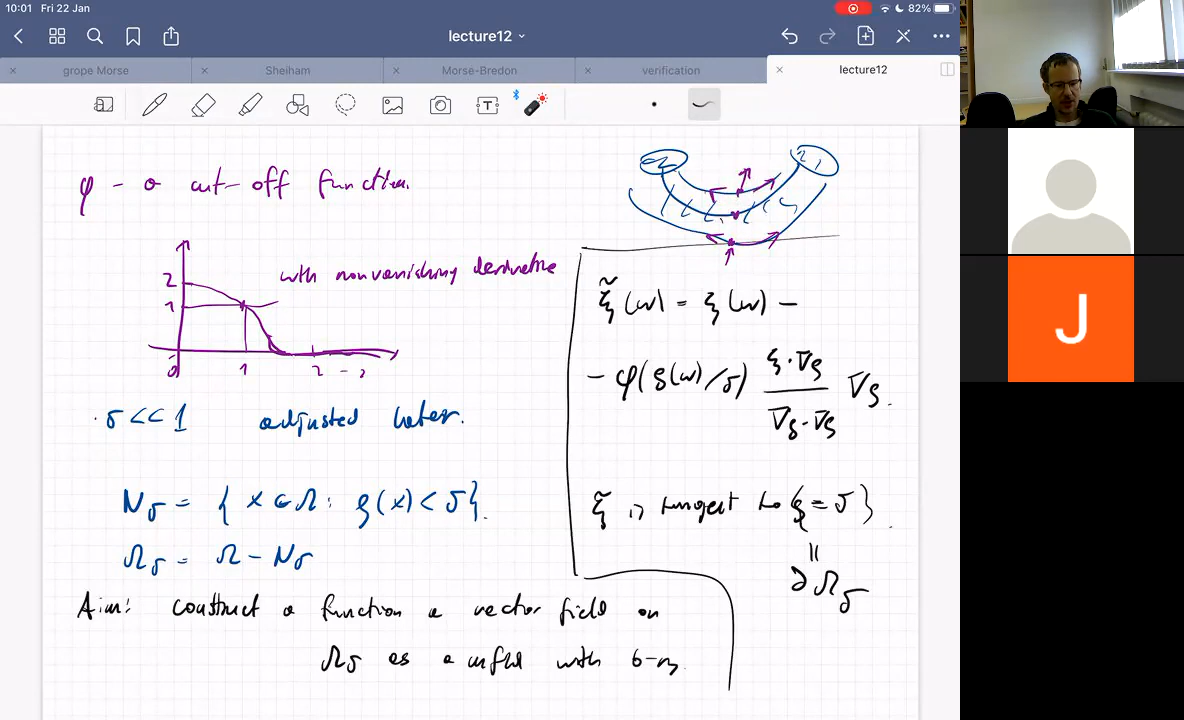 10:01 Fri 22 Jan
82%
lecture12
grope Morse
Sheiham
Morse-Bredon
verification
lecture12
φ - a cut-off function.
with nonvanishing derivative
2
1
0 1 2
δ << 1 adjusted later.
N_δ = { x ∈ Ω : ρ(x) < δ }.
Ω_δ = Ω - N_δ
Aim: construct a function a vector field on
Ω_δ as a mfld with b-ry.
ξ̃(w) = ξ(w) -
- φ(ρ(w)/δ) (ξ·∇ρ)/(∇ρ·∇ρ) ∇ρ.
ξ̃ is tangent to {ρ = δ}.
=
∂Ω_δ
J